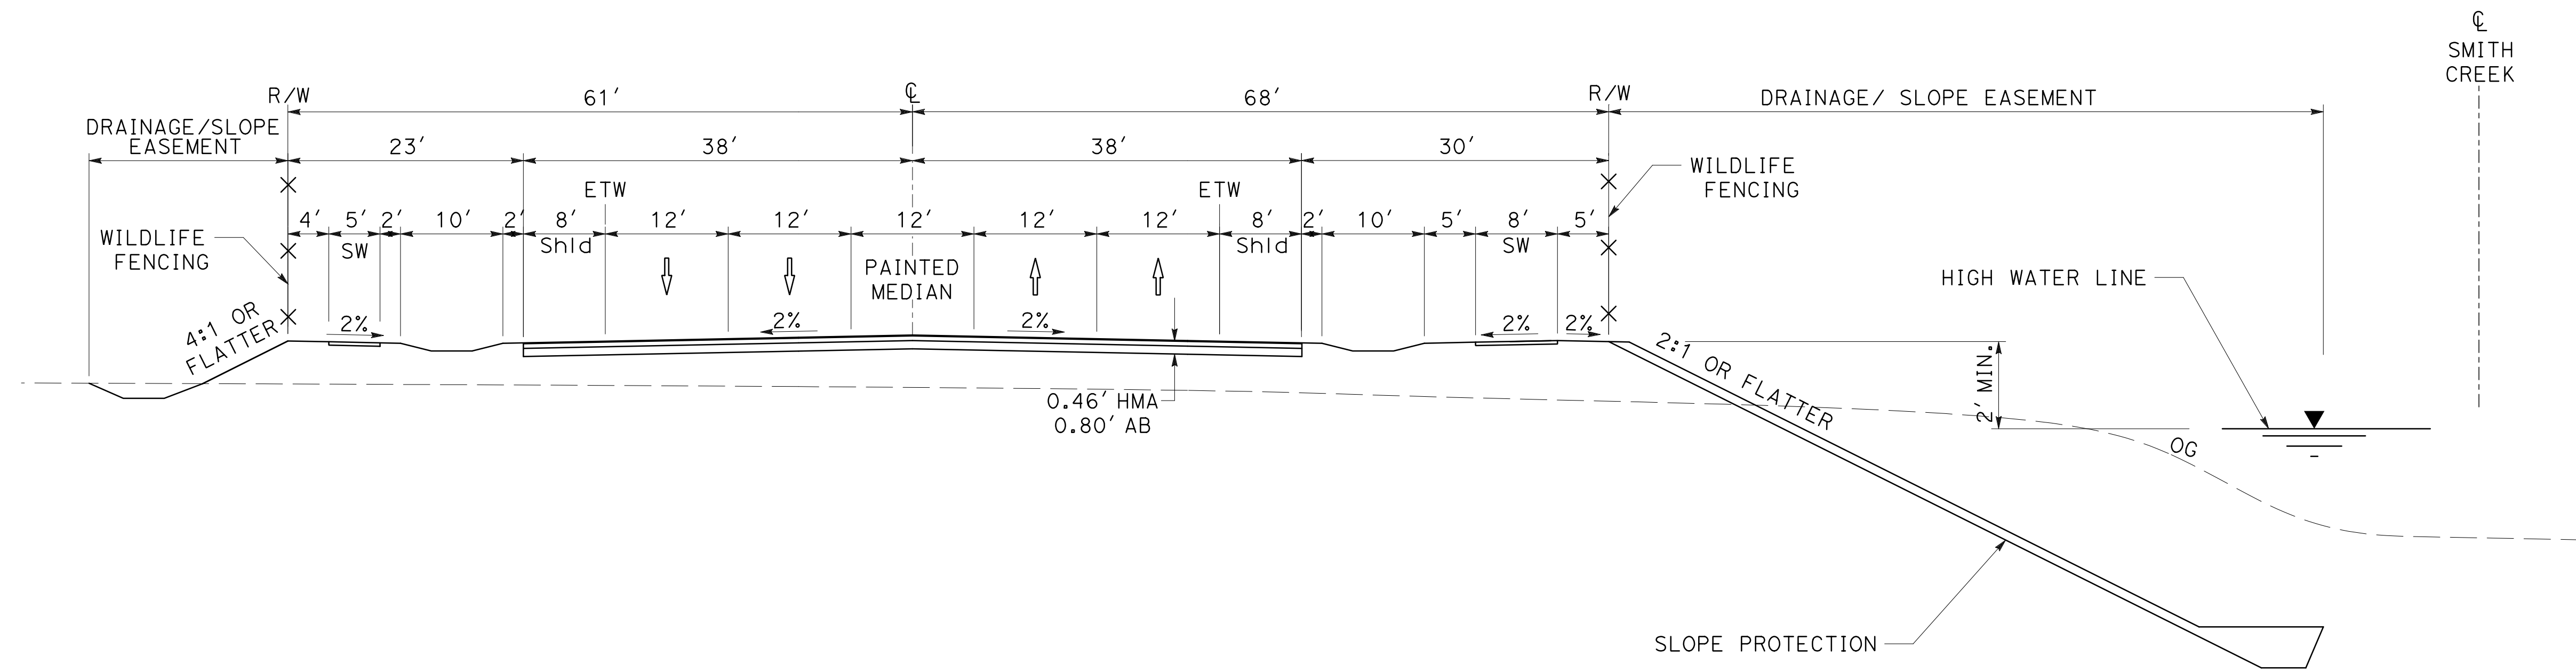 ℄
SMITH
CREEK
R/W 61′ ℄ 68′ R/W DRAINAGE/ SLOPE EASEMENT
DRAINAGE/SLOPE
EASEMENT
23′ 38′ 38′ 30′
WILDLIFE
FENCING
ETW ETW
4′ 5′ 2′ 10′ 2′ 8′ 12′ 12′ 12′ 12′ 12′ 8′ 2′ 10′ 5′ 8′ 5′
SW Shld Shld SW
WILDLIFE
FENCING
PAINTED
MEDIAN
HIGH WATER LINE
4:1 OR
FLATTER
2% 2% 2% 2% 2%
2:1 OR FLATTER
2′ MIN.
0.46′ HMA
0.80′ AB
OG
SLOPE PROTECTION